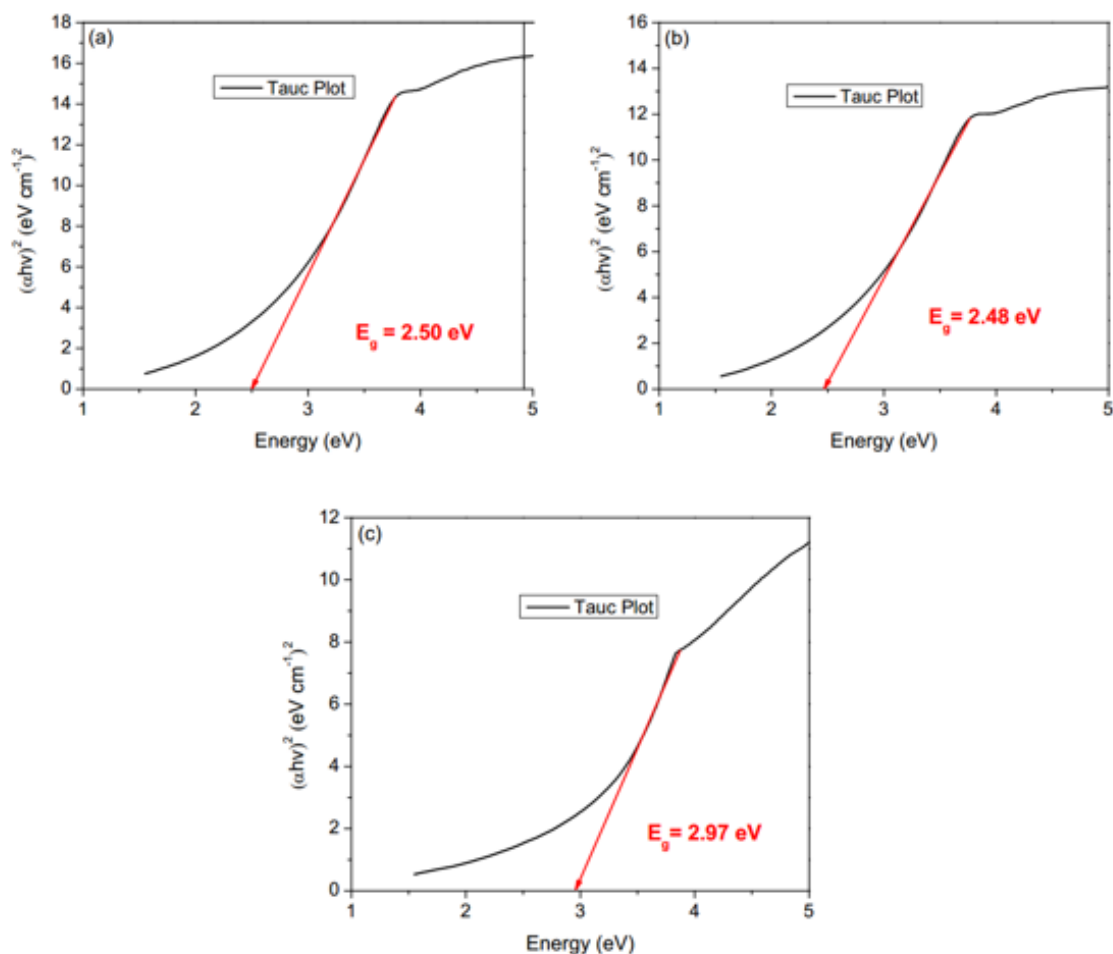 (a)
Tauc Plot
(αhν)² (eV cm⁻¹)²
18
16
14
12
10
8
6
4
2
0
E_g = 2.50 eV
1 2 3 4 5
Energy (eV)
(b)
Tauc Plot
(αhν)² (eV cm⁻¹)²
16
14
12
10
8
6
4
2
0
E_g = 2.48 eV
1 2 3 4 5
Energy (eV)
(c)
Tauc Plot
(αhν)² (eV cm⁻¹)²
12
10
8
6
4
2
0
E_g = 2.97 eV
1 2 3 4 5
Energy (eV)